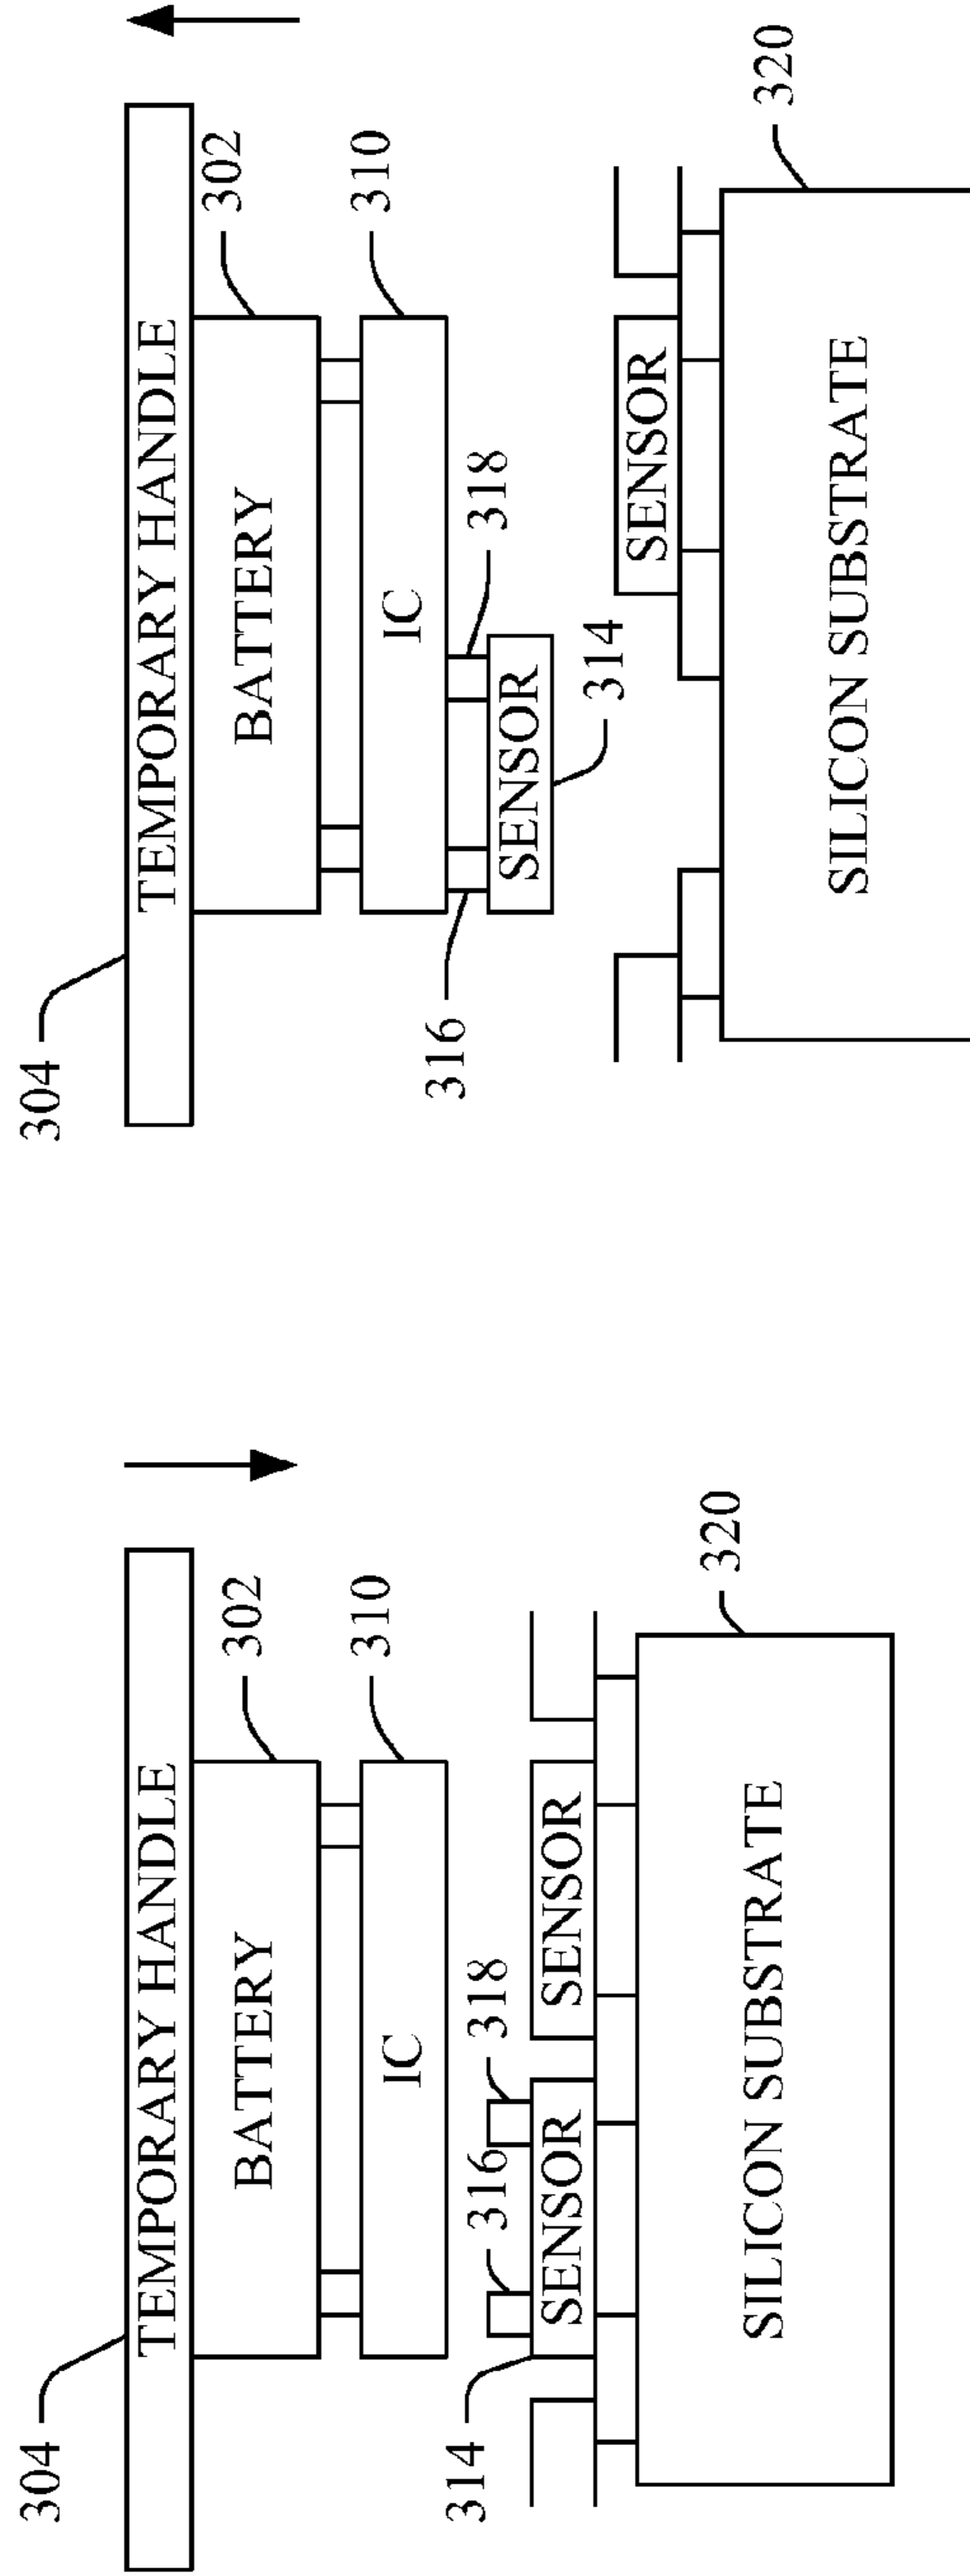 304
TEMPORARY HANDLE
BATTERY
302
IC
310
316
318
314
SENSOR
SENSOR
SILICON SUBSTRATE
320
304
TEMPORARY HANDLE
BATTERY
302
IC
310
316
318
SENSOR
314
SENSOR
SILICON SUBSTRATE
320